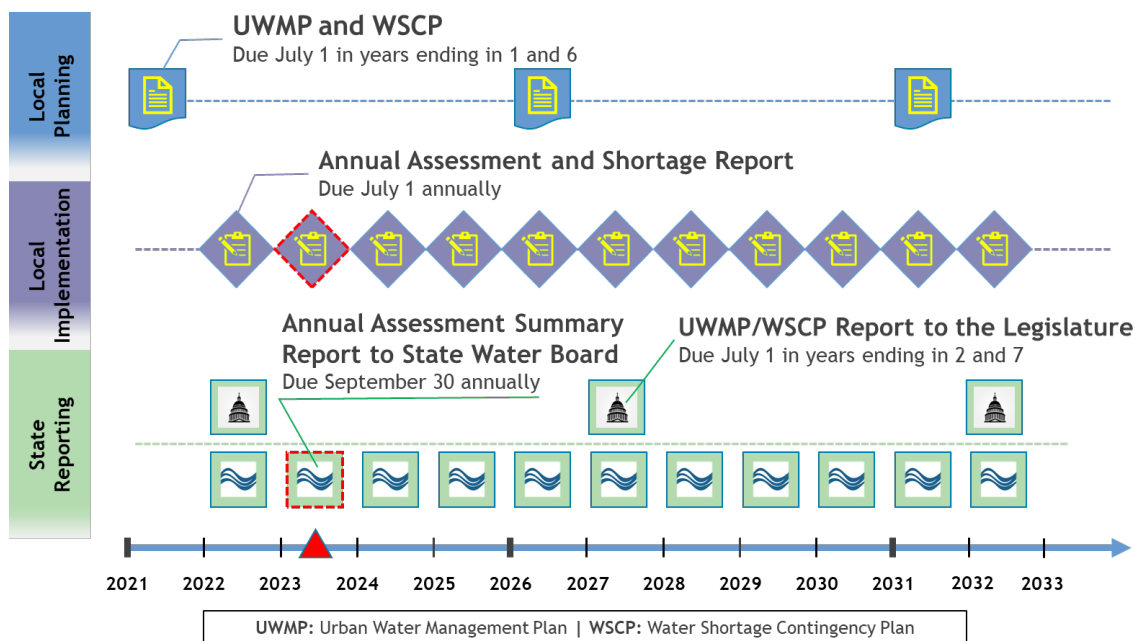 UWMP and WSCP
Due July 1 in years ending in 1 and 6
Local
Planning
Annual Assessment and Shortage Report
Due July 1 annually
Local
Implementation
Annual Assessment Summary
Report to State Water Board
Due September 30 annually
UWMP/WSCP Report to the Legislature
Due July 1 in years ending in 2 and 7
State
Reporting
2021 2022 2023 2024 2025 2026 2027 2028 2029 2030 2031 2032 2033
UWMP: Urban Water Management Plan | WSCP: Water Shortage Contingency Plan